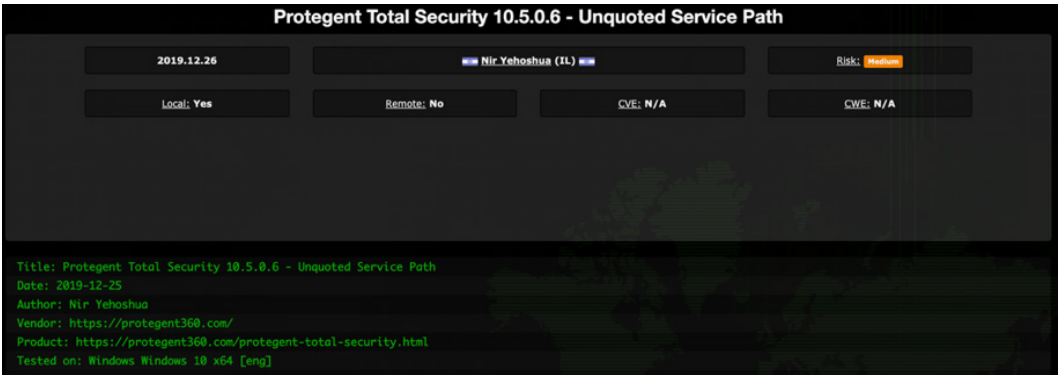 Protegent Total Security 10.5.0.6 - Unquoted Service Path
2019.12.26
Nir Yehoshua (IL)
Risk: Medium
Local: Yes
Remote: No
CVE: N/A
CWE: N/A
Title: Protegent Total Security 10.5.0.6 - Unquoted Service Path
Date: 2019-12-25
Author: Nir Yehoshua
Vendor: https://protegent360.com/
Product: https://protegent360.com/protegent-total-security.html
Tested on: Windows Windows 10 x64 [eng]